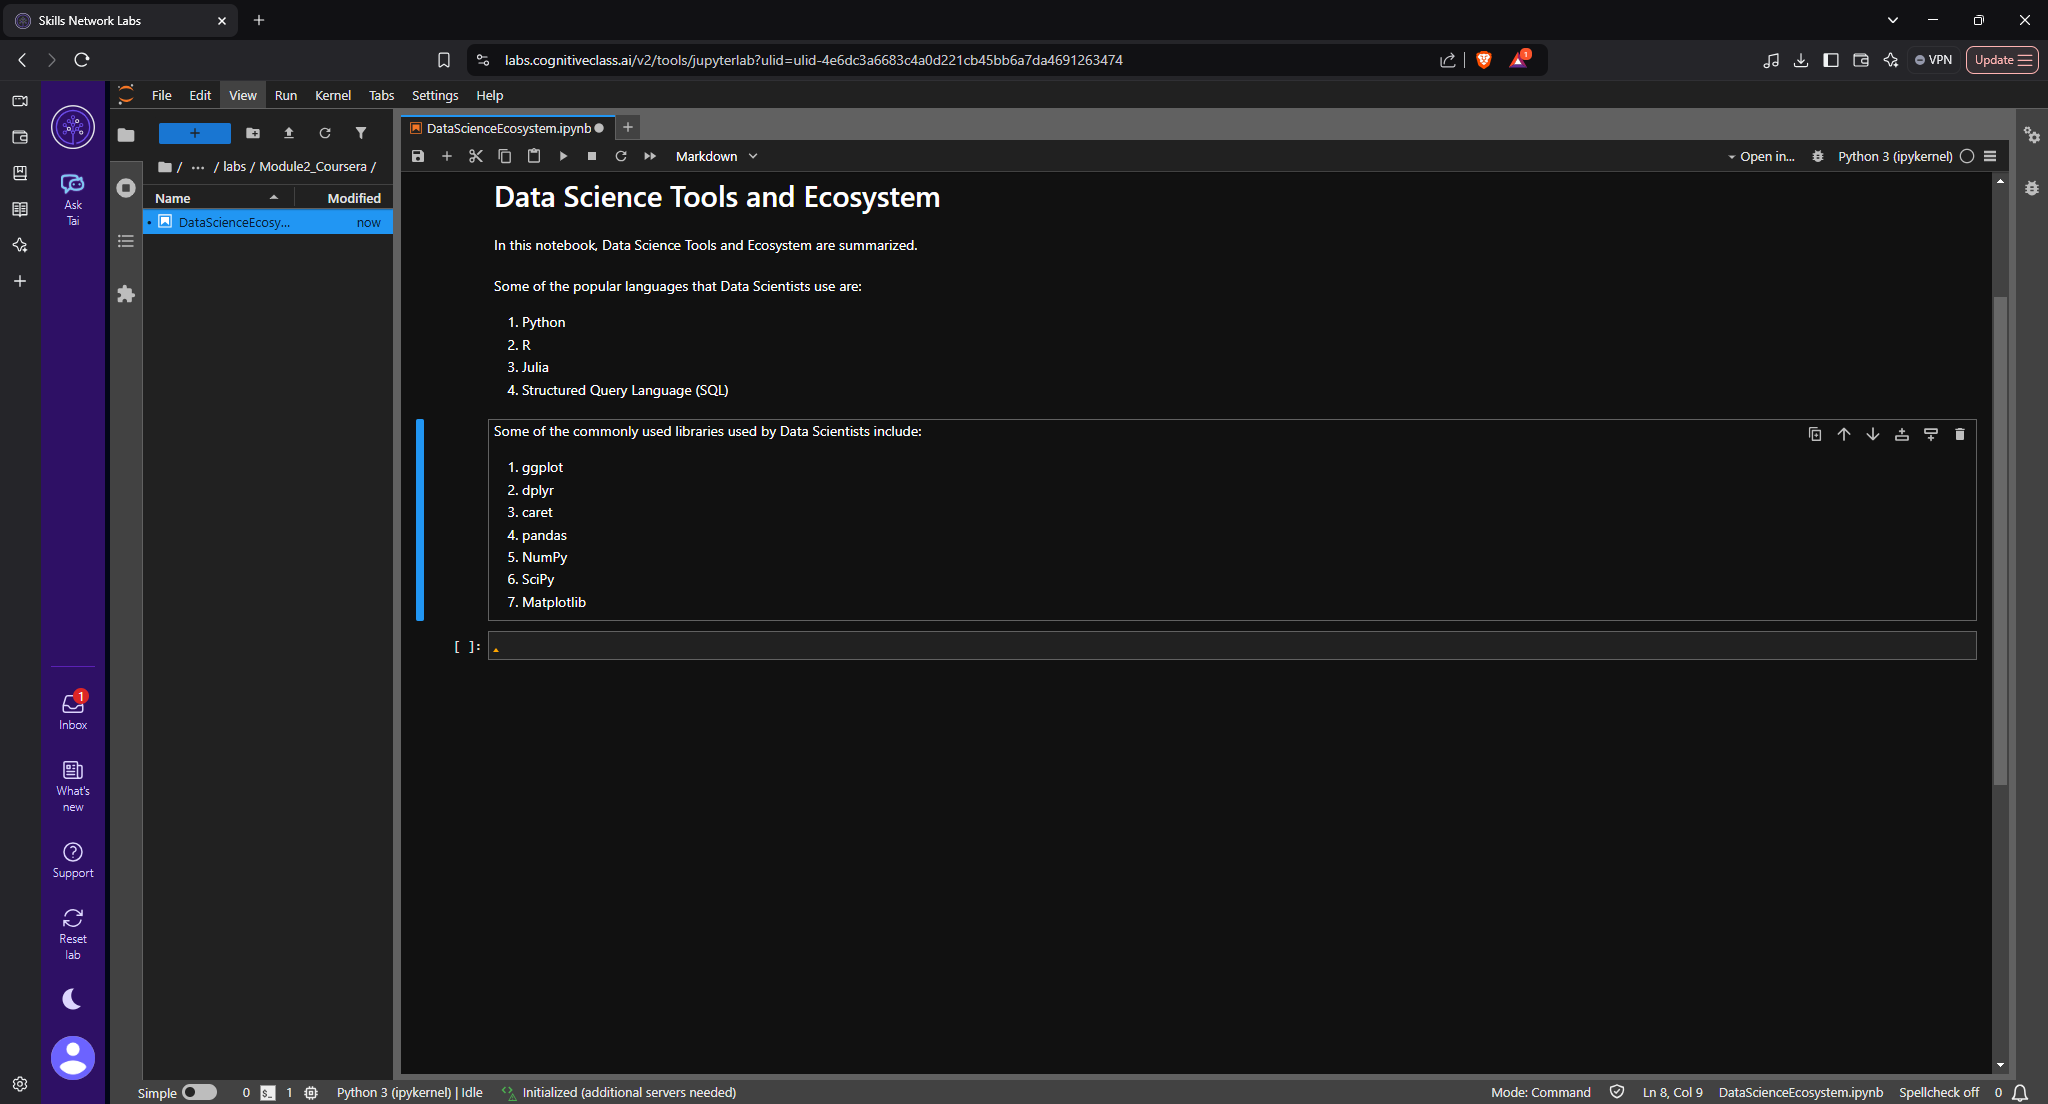 Skills Network Labs
labs.cognitiveclass.ai/v2/tools/jupyterlab?ulid=ulid-4e6dc3a6683c4a0d221cb45bb6a7da4691263474
1
VPN
Update
File Edit View Run Kernel Tabs Settings Help
Ask
Tai
/ ··· / labs / Module2_Coursera /
Name Modified
DataScienceEcosy... now
DataScienceEcosystem.ipynb
Markdown
Open in...
Python 3 (ipykernel)
Data Science Tools and Ecosystem
In this notebook, Data Science Tools and Ecosystem are summarized.
Some of the popular languages that Data Scientists use are:
1. Python
2. R
3. Julia
4. Structured Query Language (SQL)
Some of the commonly used libraries used by Data Scientists include:
1. ggplot
2. dplyr
3. caret
4. pandas
5. NumPy
6. SciPy
7. Matplotlib
[ ]:
1
Inbox
What's
new
Support
Reset
lab
Simple 0 $_ 1 Python 3 (ipykernel) | Idle Initialized (additional servers needed)
Mode: Command Ln 8, Col 9 DataScienceEcosystem.ipynb Spellcheck off 0